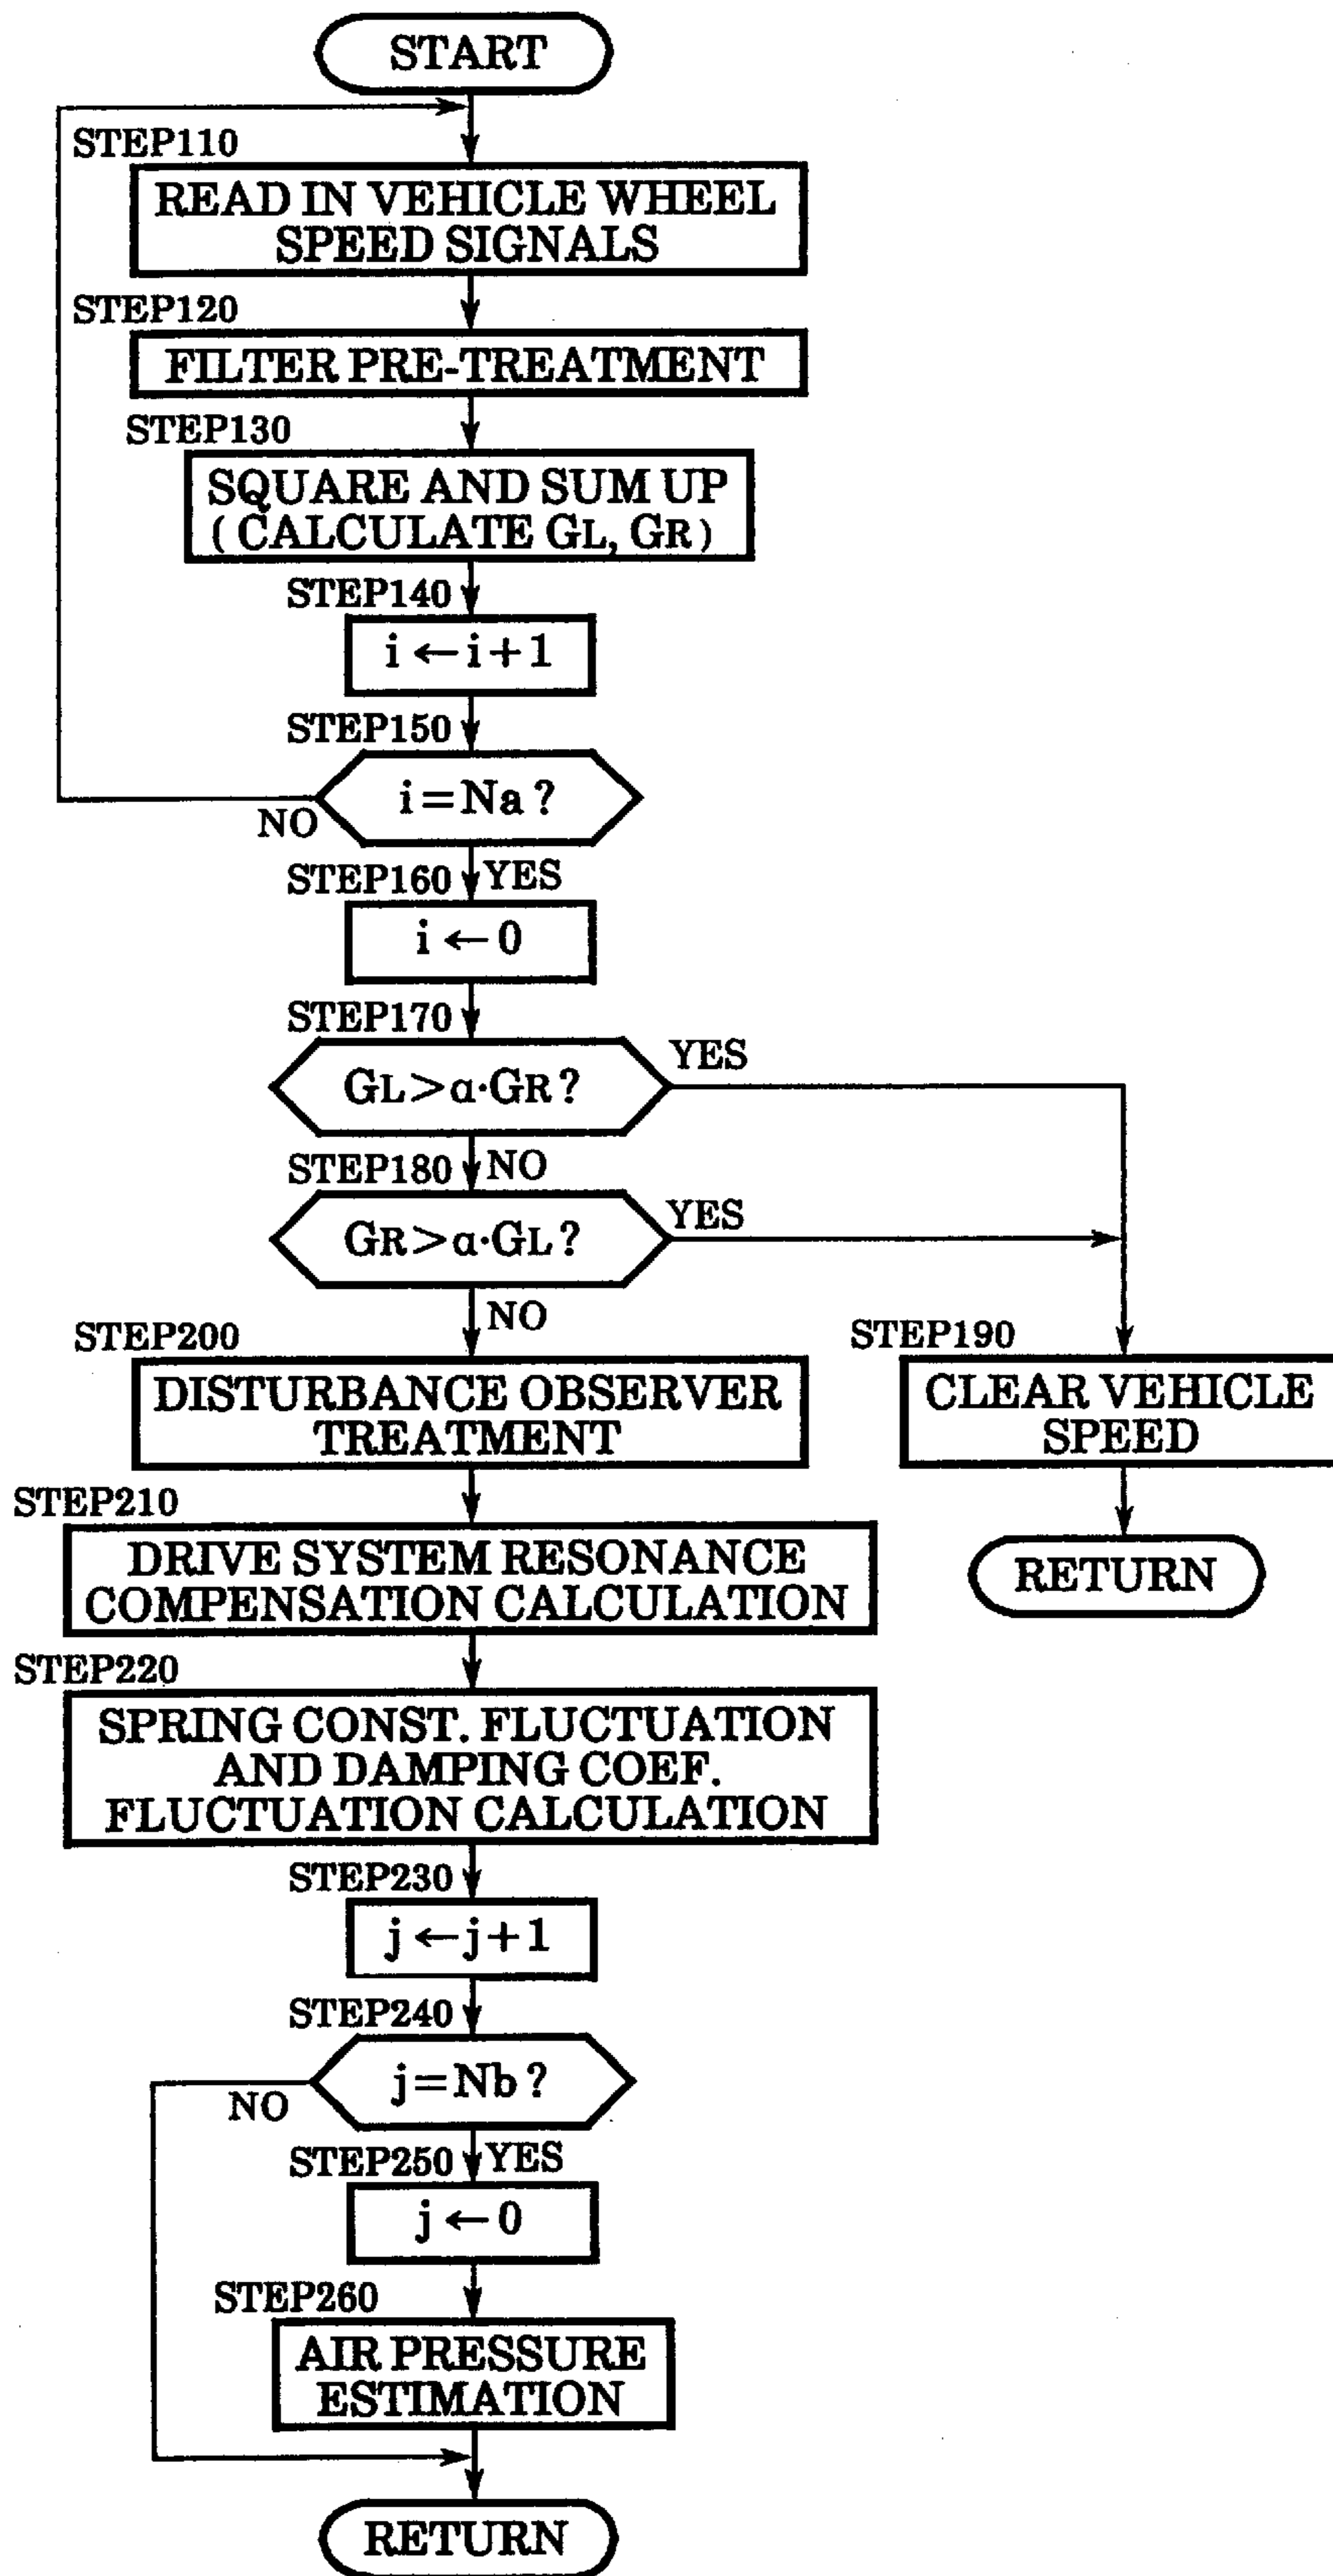 START
STEP110
READ IN VEHICLE WHEEL
SPEED SIGNALS
STEP120
FILTER PRE-TREATMENT
STEP130
SQUARE AND SUM UP
( CALCULATE GL, GR )
STEP140
i ← i + 1
STEP150
i = Na ?
NO
STEP160 YES
i ← 0
STEP170
GL > α·GR ?
YES
STEP180 NO
GR > α·GL ?
YES
NO
STEP200
DISTURBANCE OBSERVER
TREATMENT
STEP190
CLEAR VEHICLE
SPEED
RETURN
STEP210
DRIVE SYSTEM RESONANCE
COMPENSATION CALCULATION
STEP220
SPRING CONST. FLUCTUATION
AND DAMPING COEF.
FLUCTUATION CALCULATION
STEP230
j ← j + 1
STEP240
j = Nb ?
NO
STEP250 YES
j ← 0
STEP260
AIR PRESSURE
ESTIMATION
RETURN